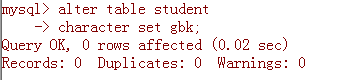 mysql> alter table student
    -> character set gbk;
Query OK, 0 rows affected (0.02 sec)
Records: 0  Duplicates: 0  Warnings: 0